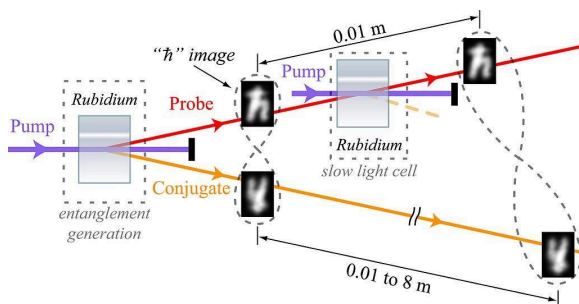 0.01 m
“ħ” image
Pump
Rubidium
Probe
Pump
Rubidium
slow light cell
Conjugate
entanglement
generation
0.01 to 8 m
ħ
ħ
ħ
ħ